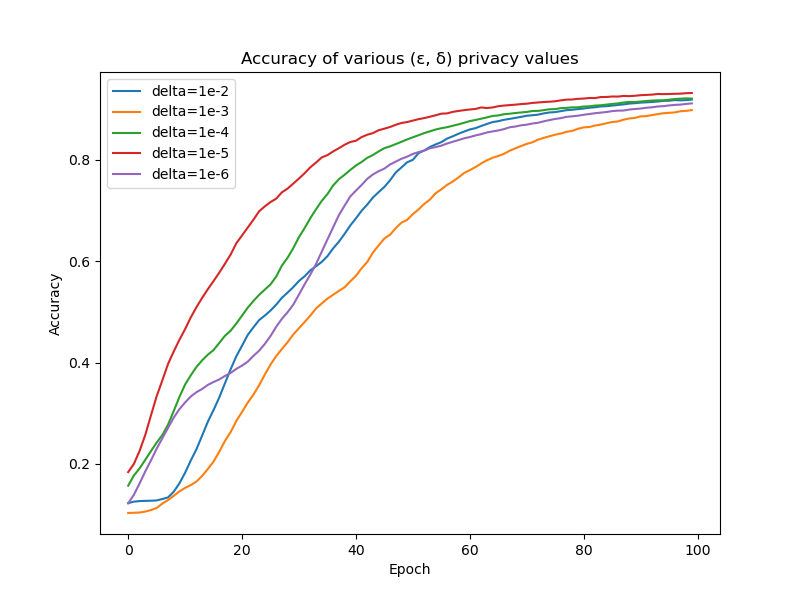 Accuracy of various (ε, δ) privacy values
delta=1e-2
delta=1e-3
delta=1e-4
delta=1e-5
delta=1e-6
Accuracy
0.8
0.6
0.4
0.2
0 20 40 60 80 100
Epoch